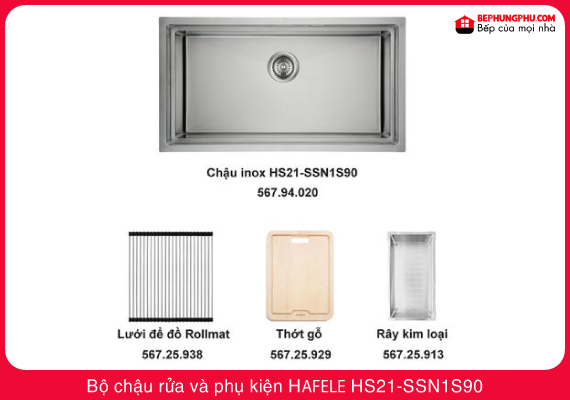 BEPHUNGPHU.COM
Bếp của mọi nhà
Chậu inox HS21-SSN1S90
567.94.020
Lưới để đồ Rollmat
567.25.938
Thớt gỗ
567.25.929
Rây kim loại
567.25.913
Bộ chậu rửa và phụ kiện HAFELE HS21-SSN1S90